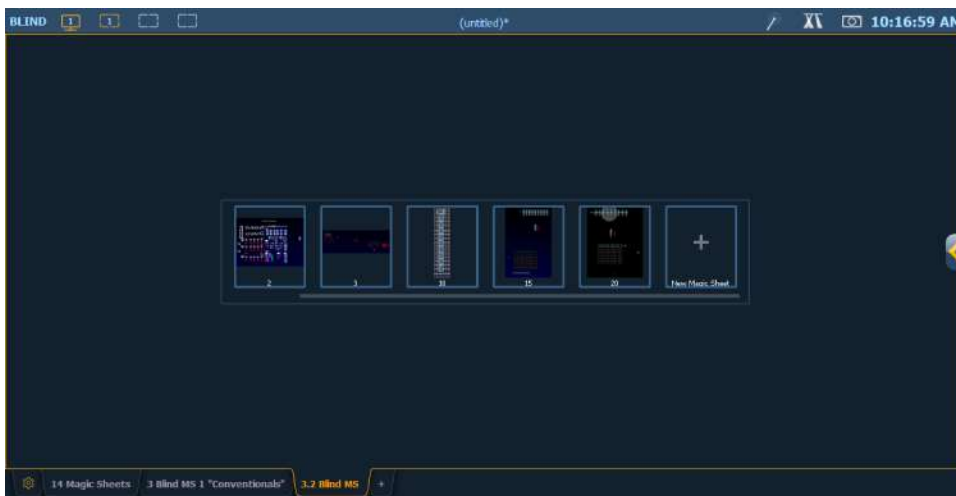 BLIND 1 1 (untitled)* 10:16:59 AM
2 3 10 15 20 New Magic Sheet
14 Magic Sheets 3 Blind MS 1 "Conventionals" 3.2 Blind MS +